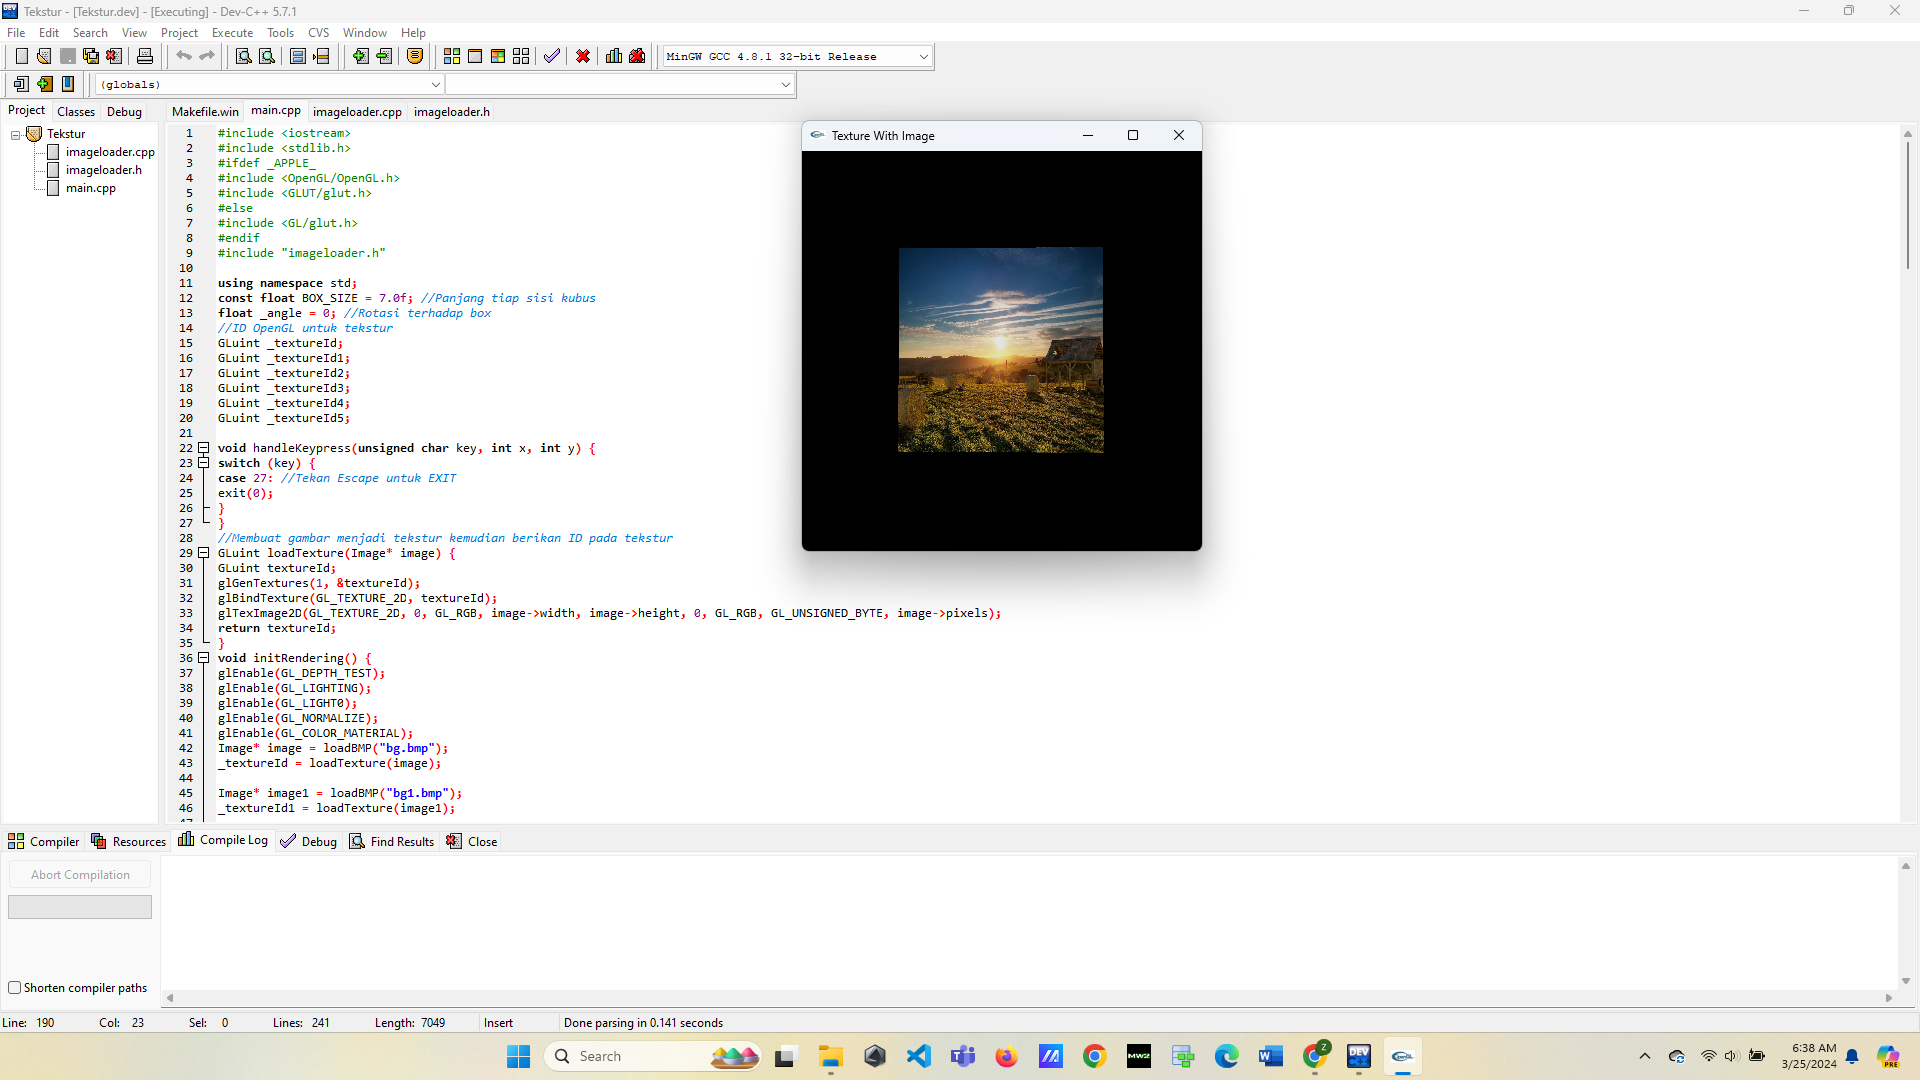 Tekstur - [Tekstur.dev] - [Executing] - Dev-C++ 5.7.1
File Edit Search View Project Execute Tools CVS Window Help
MinGW GCC 4.8.1 32-bit Release
(globals)
Project Classes Debug
Makefile.win main.cpp imageloader.cpp imageloader.h
Tekstur
imageloader.cpp
imageloader.h
main.cpp
1 #include <iostream>
2 #include <stdlib.h>
3 #ifdef _APPLE_
4 #include <OpenGL/OpenGL.h>
5 #include <GLUT/glut.h>
6 #else
7 #include <GL/glut.h>
8 #endif
9 #include "imageloader.h"
10
11 using namespace std;
12 const float BOX_SIZE = 7.0f; //Panjang tiap sisi kubus
13 float _angle = 0; //Rotasi terhadap box
14 //ID OpenGL untuk tekstur
15 GLuint _textureId;
16 GLuint _textureId1;
17 GLuint _textureId2;
18 GLuint _textureId3;
19 GLuint _textureId4;
20 GLuint _textureId5;
21
22 void handleKeypress(unsigned char key, int x, int y) {
23 switch (key) {
24 case 27: //Tekan Escape untuk EXIT
25 exit(0);
26 }
27 }
28 //Membuat gambar menjadi tekstur kemudian berikan ID pada tekstur
29 GLuint loadTexture(Image* image) {
30 GLuint textureId;
31 glGenTextures(1, &textureId);
32 glBindTexture(GL_TEXTURE_2D, textureId);
33 glTexImage2D(GL_TEXTURE_2D, 0, GL_RGB, image->width, image->height, 0, GL_RGB, GL_UNSIGNED_BYTE, image->pixels);
34 return textureId;
35 }
36 void initRendering() {
37 glEnable(GL_DEPTH_TEST);
38 glEnable(GL_LIGHTING);
39 glEnable(GL_LIGHT0);
40 glEnable(GL_NORMALIZE);
41 glEnable(GL_COLOR_MATERIAL);
42 Image* image = loadBMP("bg.bmp");
43 _textureId = loadTexture(image);
44
45 Image* image1 = loadBMP("bg1.bmp");
46 _textureId1 = loadTexture(image1);
Texture With Image
Compiler Resources Compile Log Debug Find Results Close
Abort Compilation
Shorten compiler paths
Line: 190 Col: 23 Sel: 0 Lines: 241 Length: 7049 Insert Done parsing in 0.141 seconds
Search
MW2
Z
DEV
PRE
6:38 AM
3/25/2024